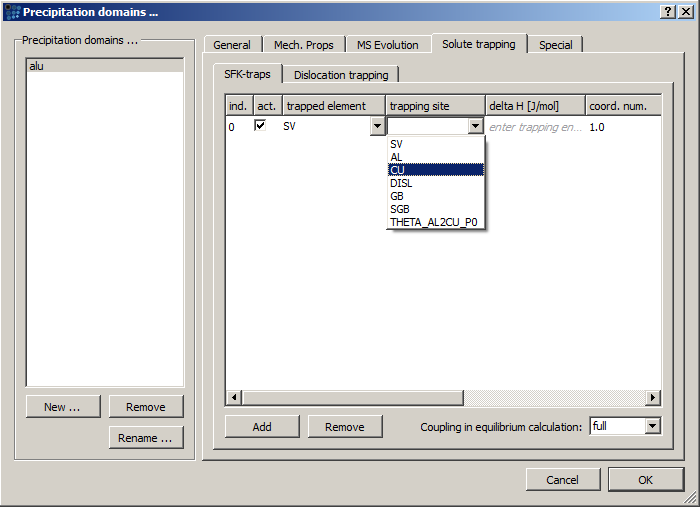 Precipitation domains ...
Precipitation domains ...
alu
New ...
Remove
Rename ...
General
Mech. Props
MS Evolution
Solute trapping
Special
SFK-traps
Dislocation trapping
ind.
act.
trapped element
trapping site
delta H [J/mol]
coord. num.
0
SV
enter trapping en...
1.0
SV
AL
CU
DISL
GB
SGB
THETA_AL2CU_P0
Add
Remove
Coupling in equilibrium calculation:
full
Cancel
OK